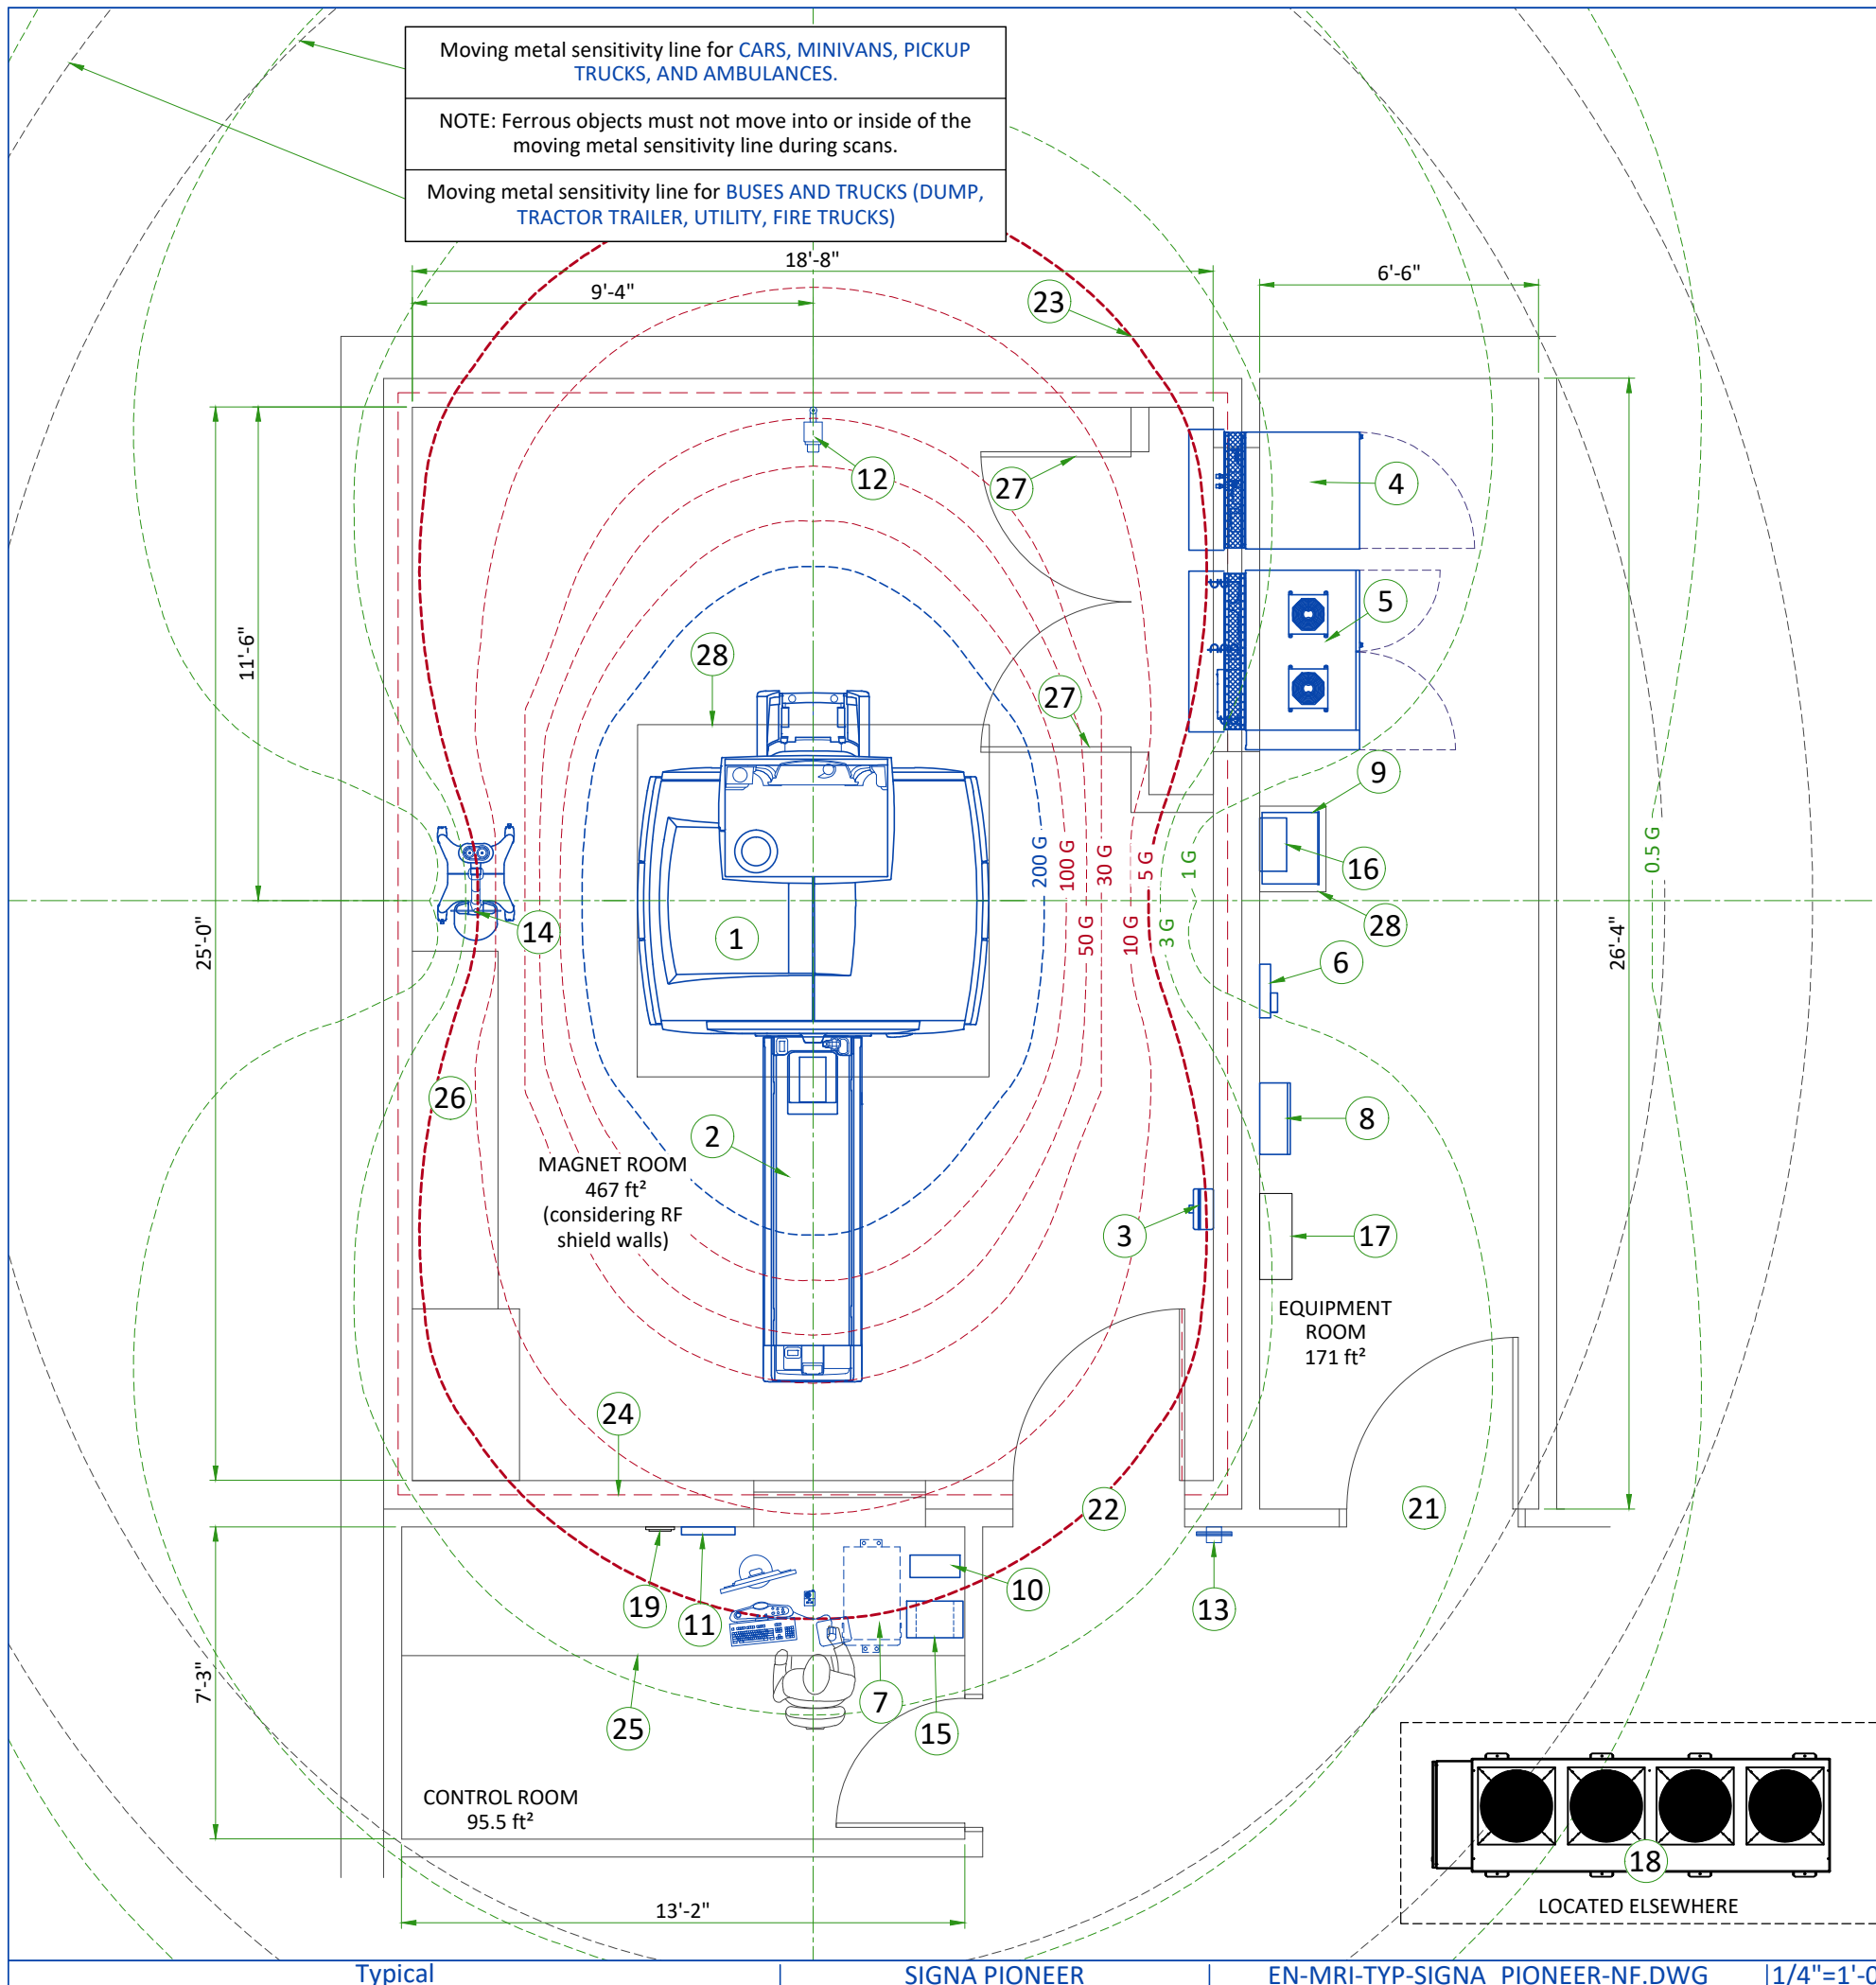 Moving metal sensitivity line for CARS, MINIVANS, PICKUP
TRUCKS, AND AMBULANCES.
NOTE: Ferrous objects must not move into or inside of the
moving metal sensitivity line during scans.
Moving metal sensitivity line for BUSES AND TRUCKS (DUMP,
TRACTOR TRAILER, UTILITY, FIRE TRUCKS)
18'-8"
6'-6"
9'-4"
23
12
27
4
5
11'-6"
28
27
9
16
200 G
100 G
30 G
5 G
1 G
0.5 G
28
14
1
50 G
10 G
3 G
25'-0"
26'-4"
6
26
8
2
MAGNET ROOM
467 ft²
(considering RF
shield walls)
3
17
EQUIPMENT
ROOM
171 ft²
24
22
21
19
11
10
13
7'-3"
25
7
15
CONTROL ROOM
95.5 ft²
18
LOCATED ELSEWHERE
13'-2"
Typical
SIGNA PIONEER
EN-MRI-TYP-SIGNA_PIONEER-NF.DWG
1/4"=1'-0